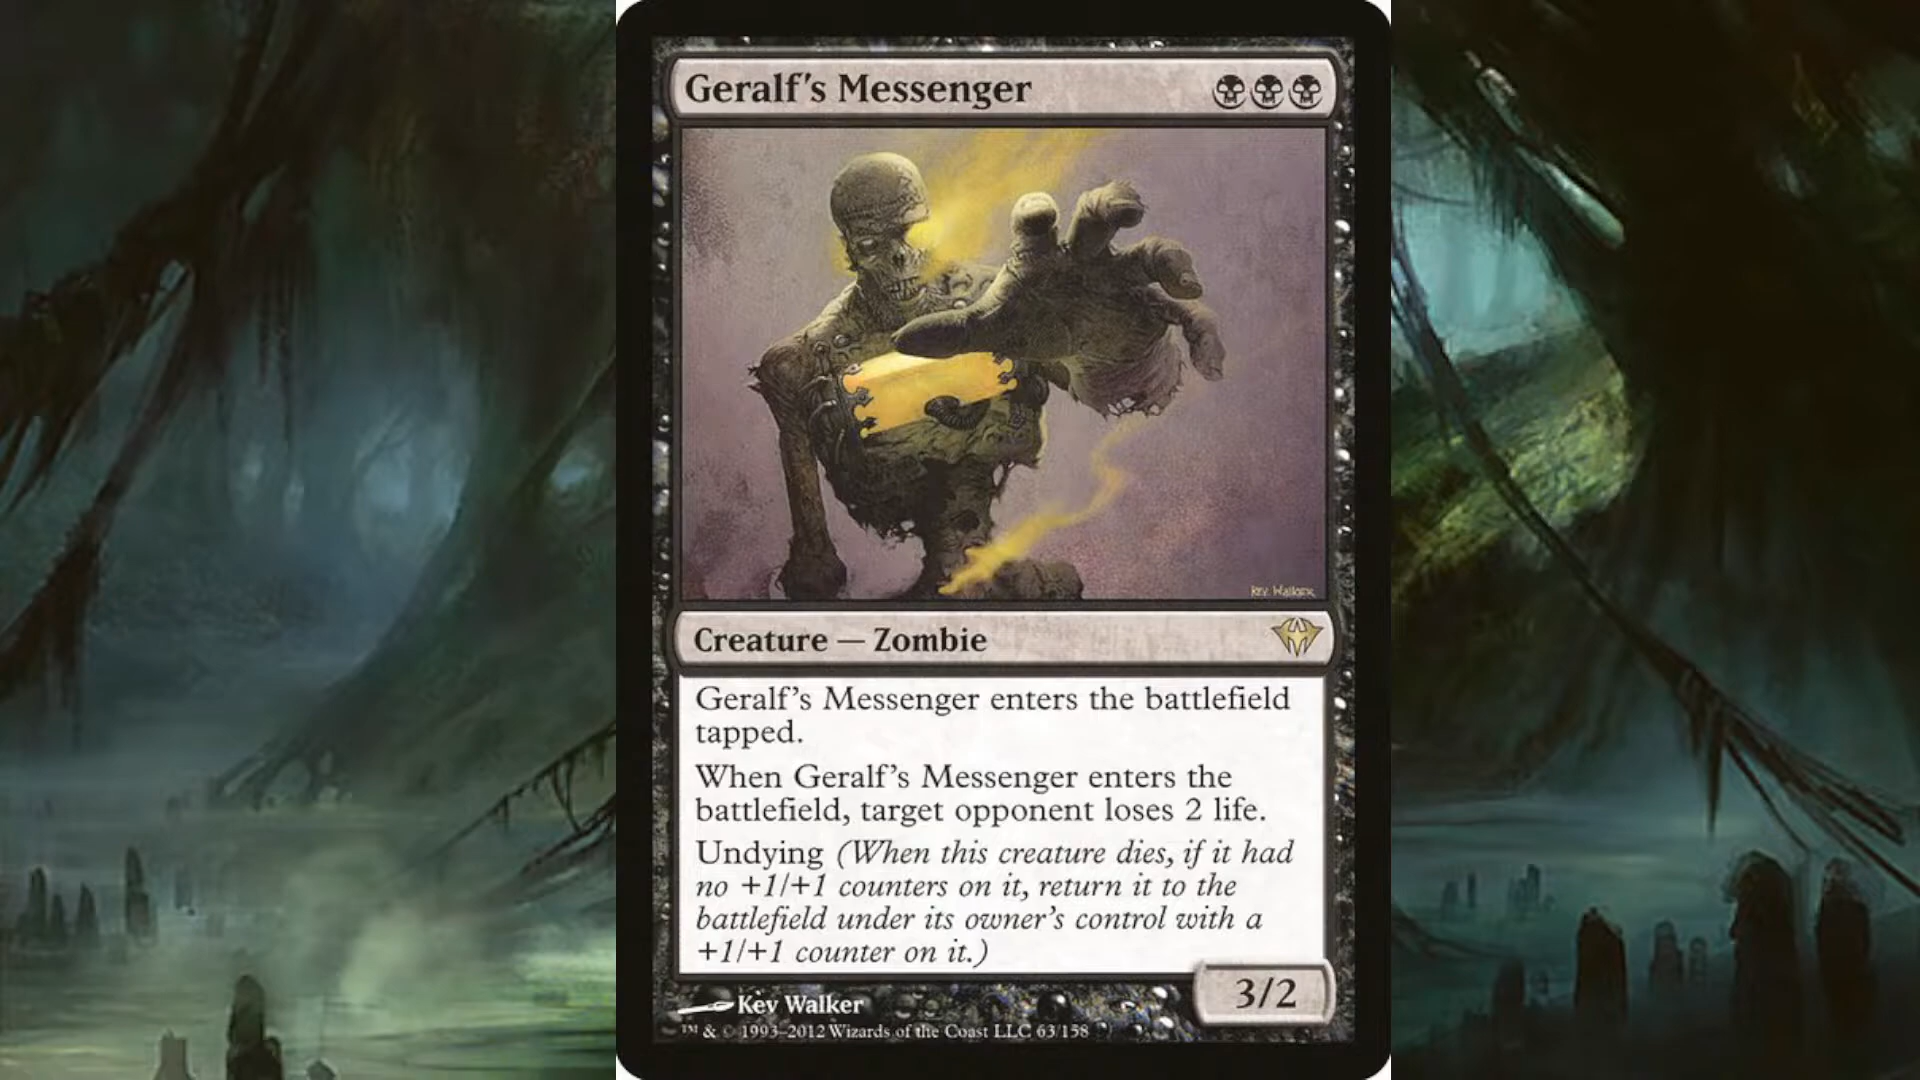 Geralf's Messenger
Kev Walker
Creature — Zombie
Geralf's Messenger enters the battlefield
tapped.
When Geralf's Messenger enters the
battlefield, target opponent loses 2 life.
Undying (When this creature dies, if it had
no +1/+1 counters on it, return it to the
battlefield under its owner's control with a
+1/+1 counter on it.)
3/2
Kev Walker
™ & © 1993–2012 Wizards of the Coast LLC 63/158